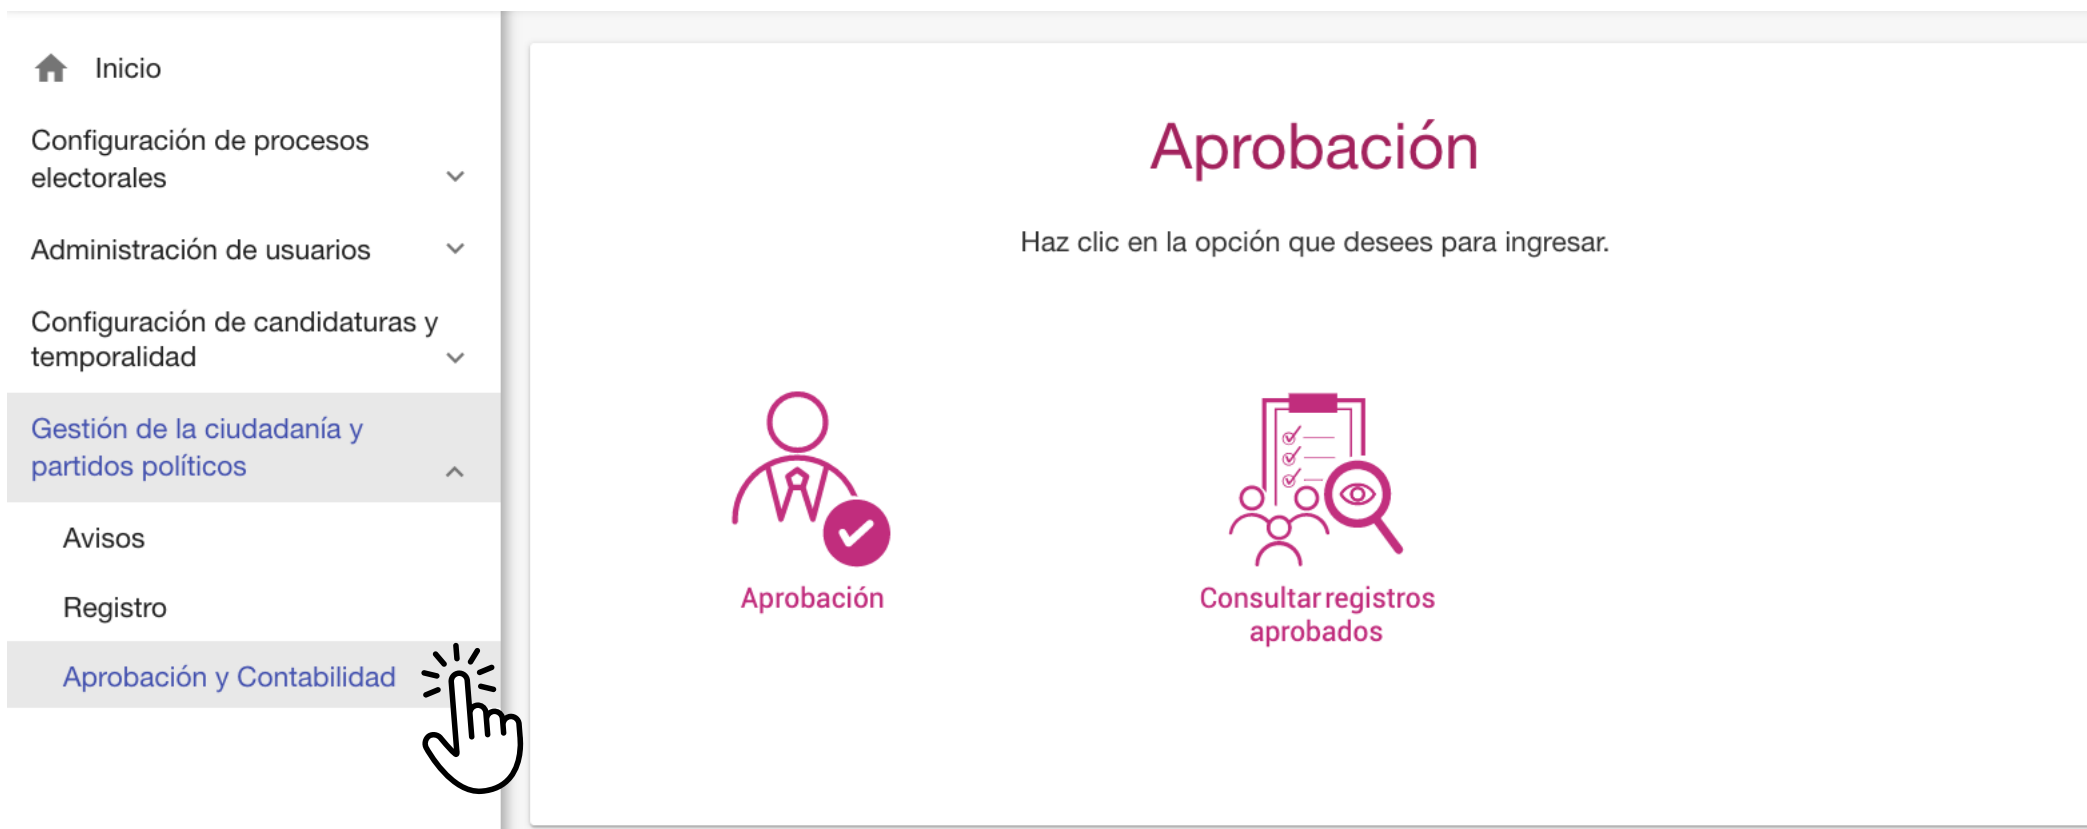 Inicio
Configuración de procesos
electorales
Administración de usuarios
Configuración de candidaturas y
temporalidad
Gestión de la ciudadanía y
partidos políticos
Avisos
Registro
Aprobación y Contabilidad
Aprobación
Haz clic en la opción que desees para ingresar.
Aprobación
Consultar registros
aprobados